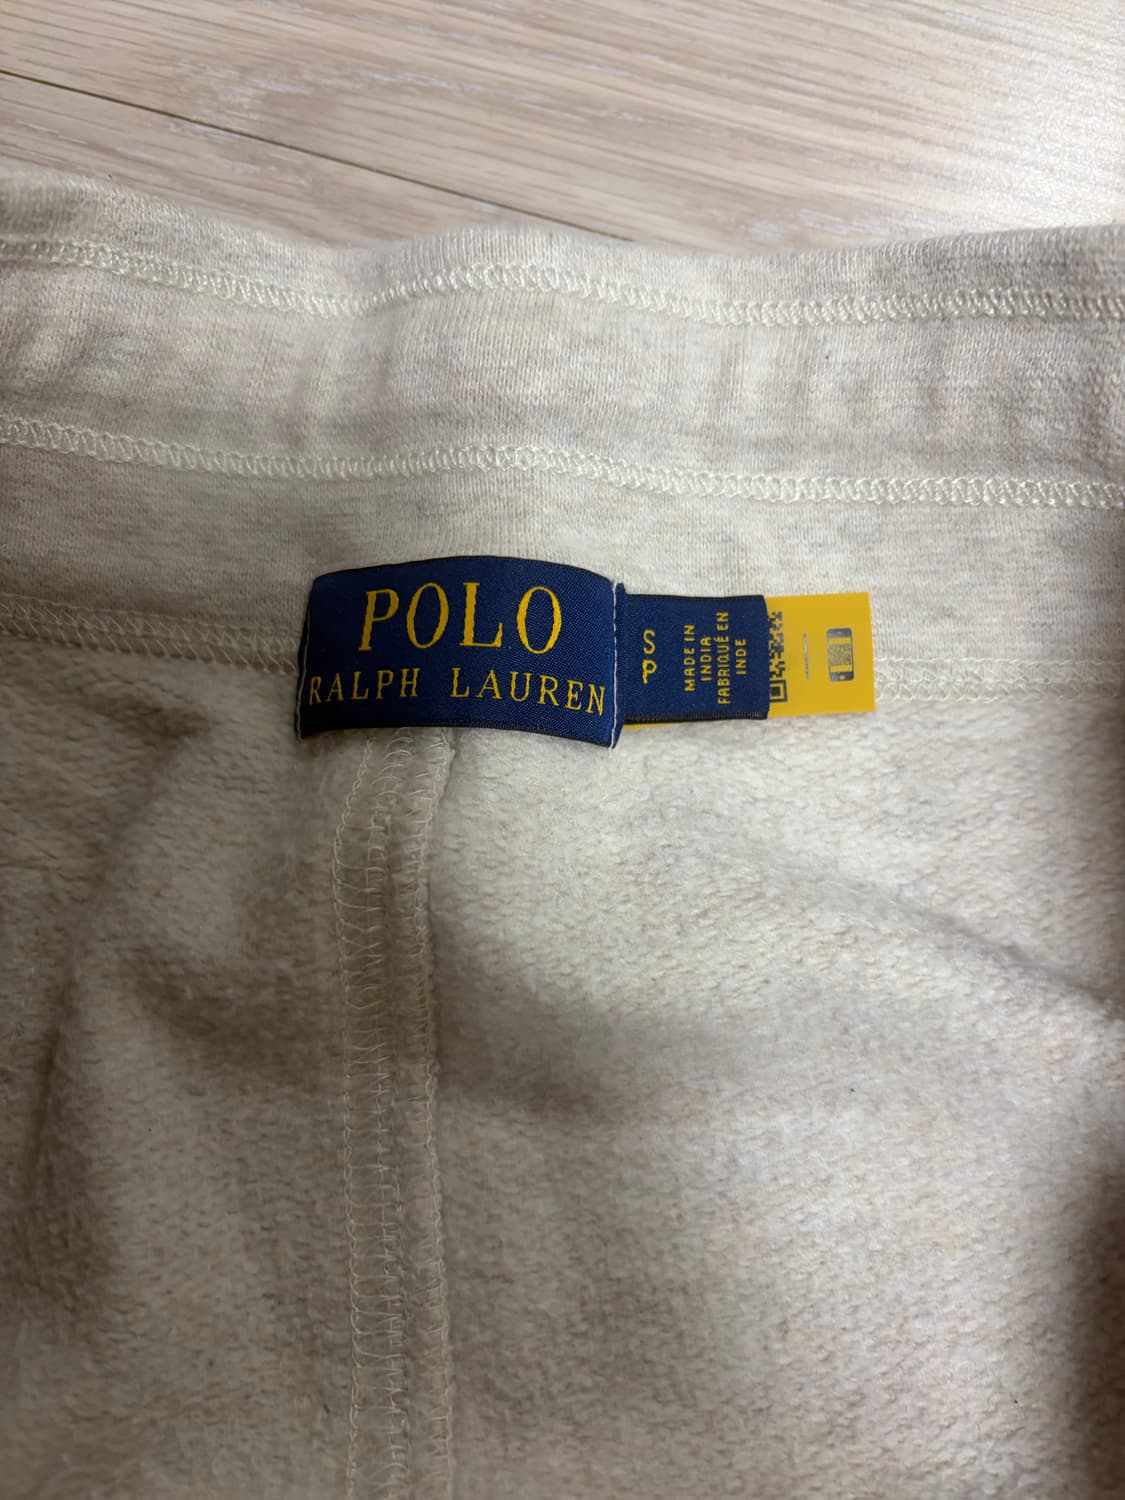 POLO
RALPH LAUREN
S
P
MADE IN
INDIA
FABRIQUÉ EN
INDE